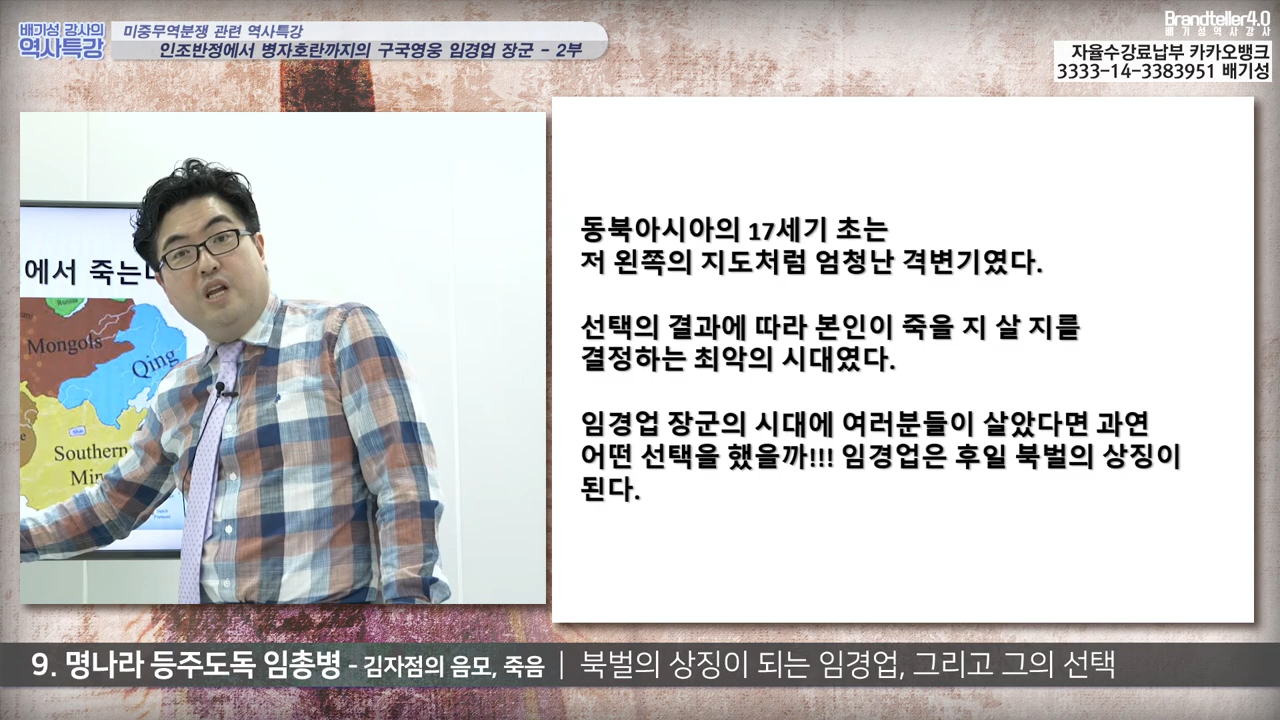 배기성 강사의
역사특강
미중무역분쟁 관련 역사특강
인조반정에서 병자호란까지의 구국영웅 임경업 장군 - 2부
Brandteller4.0
배기성역사강사
자율수강료납부 카카오뱅크
3333-14-3383951 배기성
에서 죽는
Russia
Mongols
Qing
Southern
Min
동북아시아의 17세기 초는
저 왼쪽의 지도처럼 엄청난 격변기였다.
선택의 결과에 따라 본인이 죽을 지 살 지를
결정하는 최악의 시대였다.
임경업 장군의 시대에 여러분들이 살았다면 과연
어떤 선택을 했을까!!! 임경업은 후일 북벌의 상징이
된다.
9. 명나라 등주도독 임총병 - 김자점의 음모, 죽음 | 북벌의 상징이 되는 임경업, 그리고 그의 선택